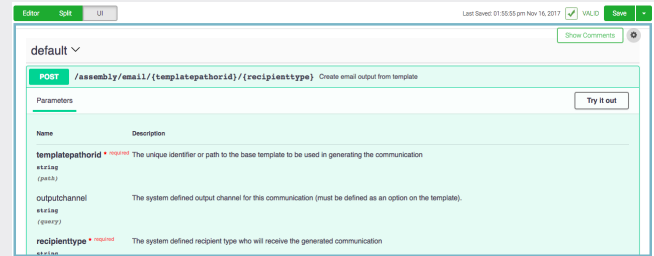 Editor Split UI Last Saved: 01:55:55 pm Nov 16, 2017 VALID Save
Show Comments
default
POST /assembly/email/{templatepathorid}/{recipienttype} Create email output from template
Parameters Try it out
Name Description
templatepathorid * required The unique identifier or path to the base template to be used in generating the communication
string
(path)
outputchannel The system defined output channel for this communication (must be defined as an option on the template).
string
(query)
recipienttype * required The system defined recipient type who will receive the generated communication
string